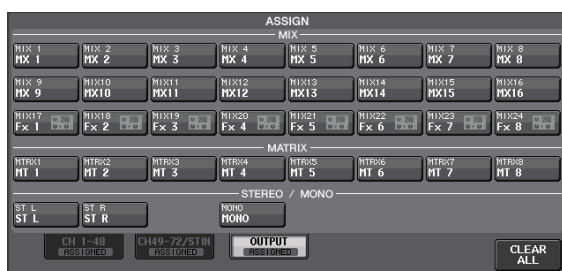 ASSIGN
MIX
MIX 1 MIX 2 MIX 3 MIX 4 MIX 5 MIX 6 MIX 7 MIX 8
MX 1 MX 2 MX 3 MX 4 MX 5 MX 6 MX 7 MX 8
MIX 9 MIX10 MIX11 MIX12 MIX13 MIX14 MIX15 MIX16
MX 9 MX10 MX11 MX12 MX13 MX14 MX15 MX16
MIX17 MIX18 MIX19 MIX20 MIX21 MIX22 MIX23 MIX24
Fx 1 Fx 2 Fx 3 Fx 4 Fx 5 Fx 6 Fx 7 Fx 8
MATRIX
MTRX1 MTRX2 MTRX3 MTRX4 MTRX5 MTRX6 MTRX7 MTRX8
MT 1 MT 2 MT 3 MT 4 MT 5 MT 6 MT 7 MT 8
STEREO / MONO
ST L ST R MONO
ST L ST R MONO
CH 1-48 CH49-72/STIN OUTPUT
ASSIGNED ASSIGNED ASSIGNED
CLEAR
ALL